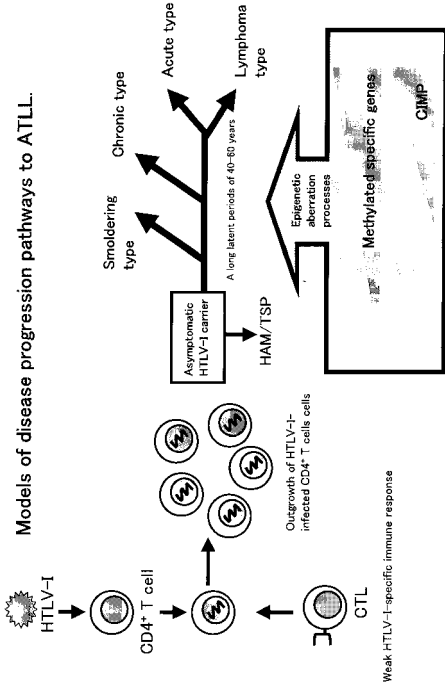 Models of disease progression pathways to ATLL.
HTLV-I
CD4⁺ T cell
CTL
Weak HTLV-I-specific immune response
Outgrowth of HTLV-I-
infected CD4⁺ T cells cells
Asymptomatic
HTLV-I carrier
HAM/TSP
Smoldering
type
Chronic type
Acute type
Lymphoma
type
A long latent periods of 40-60 years
Epigenetic
aberration
processes
Methylated specific genes
CIMP